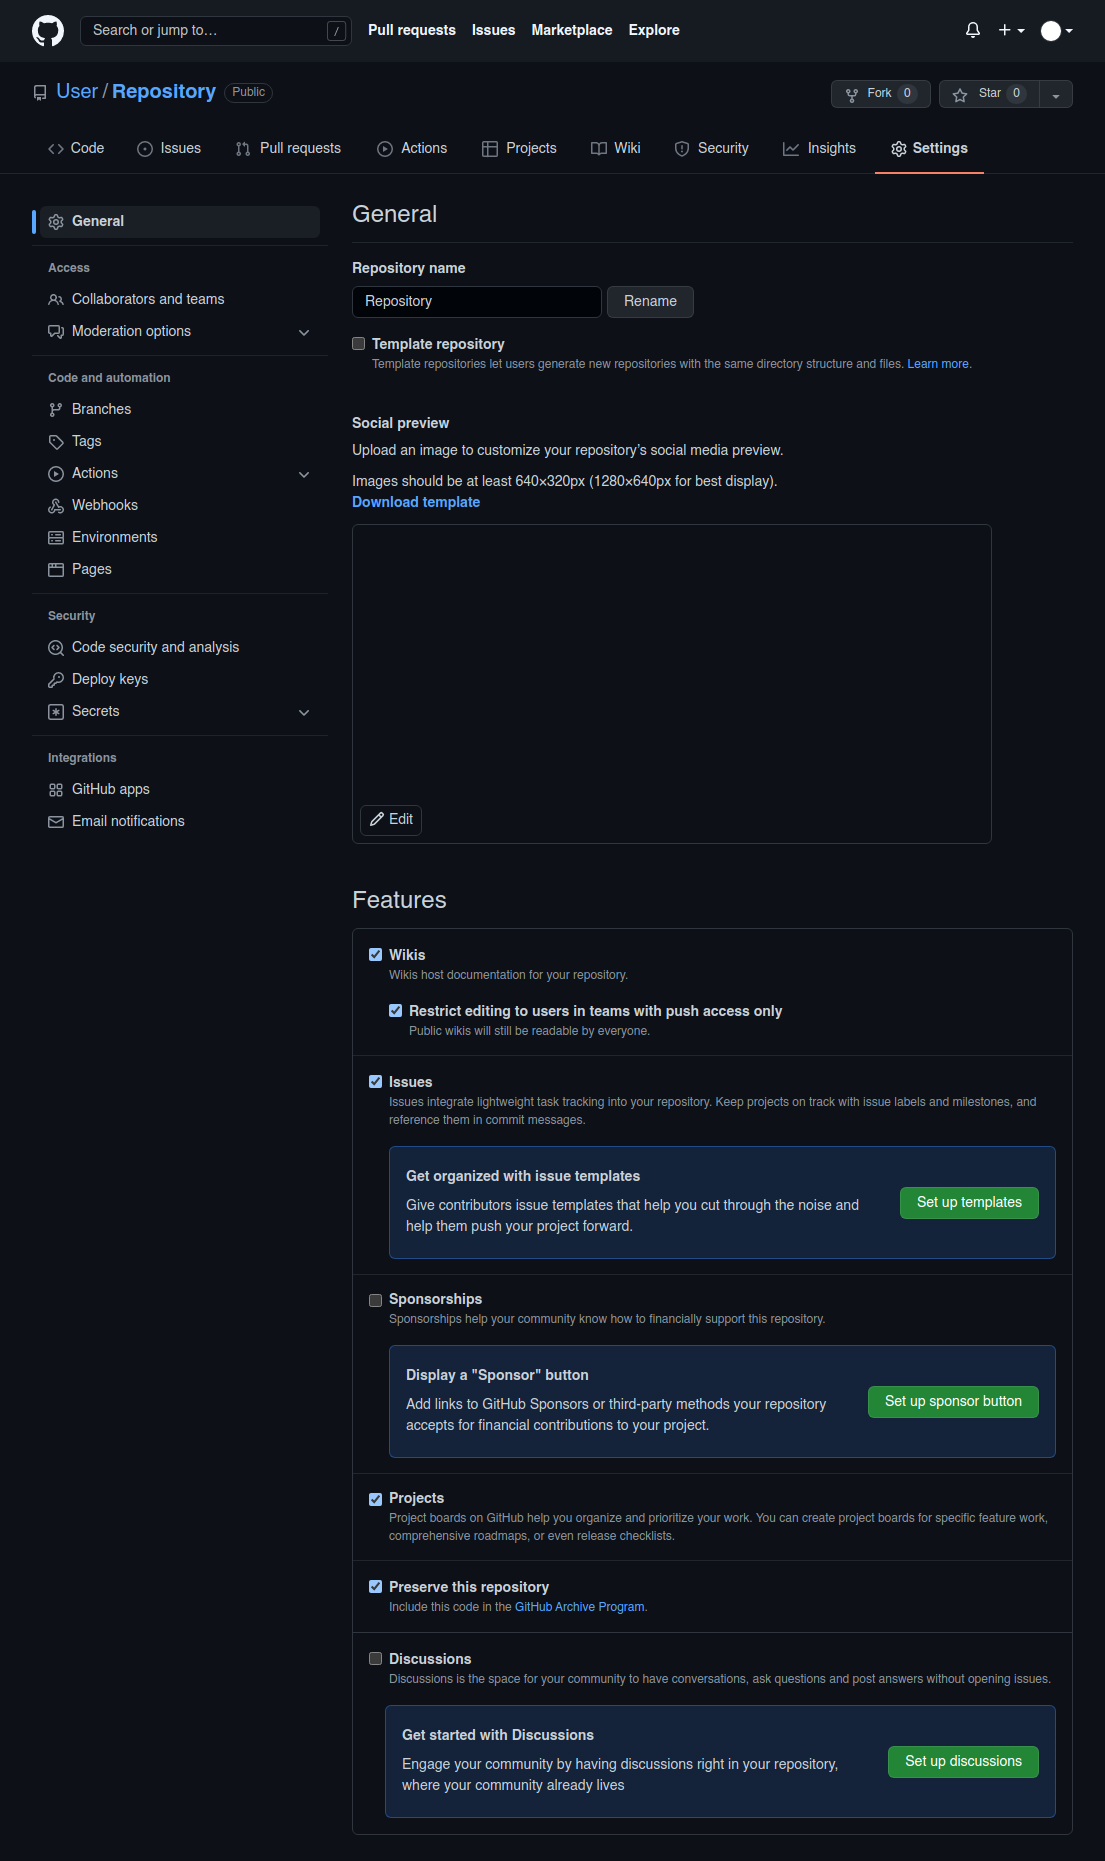 Search or jump to… /
Pull requests Issues Marketplace Explore
User / Repository Public
Fork 0 Star 0
Code Issues Pull requests Actions Projects Wiki Security Insights Settings
General
Access
Collaborators and teams
Moderation options
Code and automation
Branches
Tags
Actions
Webhooks
Environments
Pages
Security
Code security and analysis
Deploy keys
Secrets
Integrations
GitHub apps
Email notifications
General
Repository name
Repository Rename
Template repository
Template repositories let users generate new repositories with the same directory structure and files. Learn more.
Social preview
Upload an image to customize your repository's social media preview.
Images should be at least 640×320px (1280×640px for best display).
Download template
Edit
Features
Wikis
Wikis host documentation for your repository.
Restrict editing to users in teams with push access only
Public wikis will still be readable by everyone.
Issues
Issues integrate lightweight task tracking into your repository. Keep projects on track with issue labels and milestones, and
reference them in commit messages.
Get organized with issue templates
Give contributors issue templates that help you cut through the noise and
help them push your project forward.
Set up templates
Sponsorships
Sponsorships help your community know how to financially support this repository.
Display a "Sponsor" button
Add links to GitHub Sponsors or third-party methods your repository
accepts for financial contributions to your project.
Set up sponsor button
Projects
Project boards on GitHub help you organize and prioritize your work. You can create project boards for specific feature work,
comprehensive roadmaps, or even release checklists.
Preserve this repository
Include this code in the GitHub Archive Program.
Discussions
Discussions is the space for your community to have conversations, ask questions and post answers without opening issues.
Get started with Discussions
Engage your community by having discussions right in your repository,
where your community already lives
Set up discussions